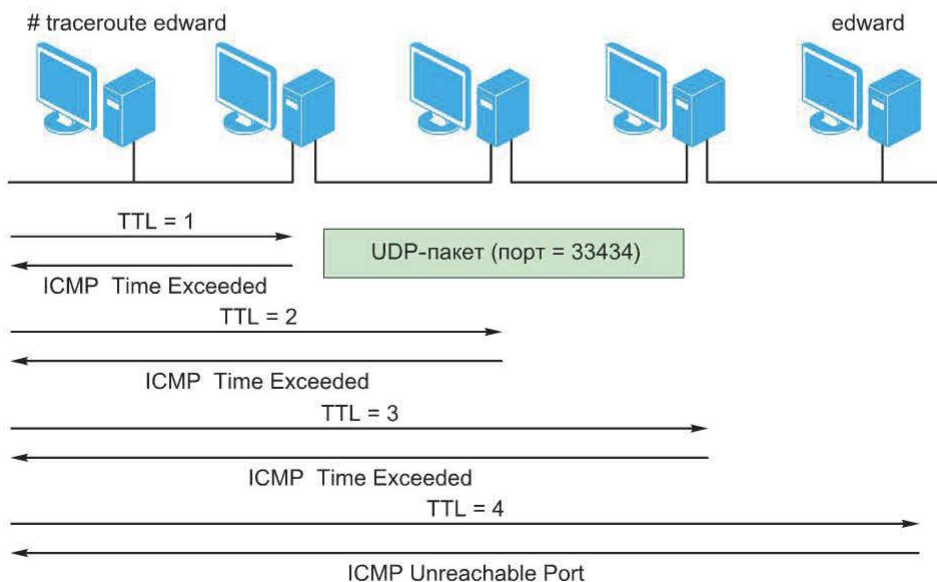 # traceroute edward
edward
TTL = 1
UDP-пакет (порт = 33434)
ICMP Time Exceeded
TTL = 2
ICMP Time Exceeded
TTL = 3
ICMP Time Exceeded
TTL = 4
ICMP Unreachable Port